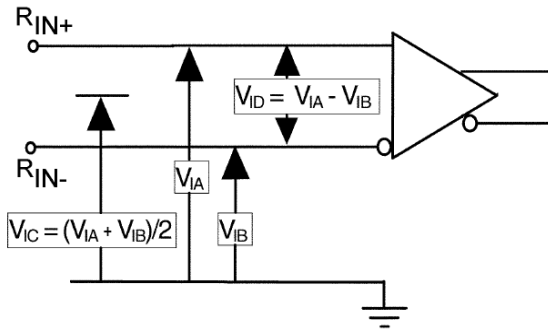 RIN+
VID = VIA - VIB
RIN-
VIA
VIC = (VIA + VIB)/2
VIB